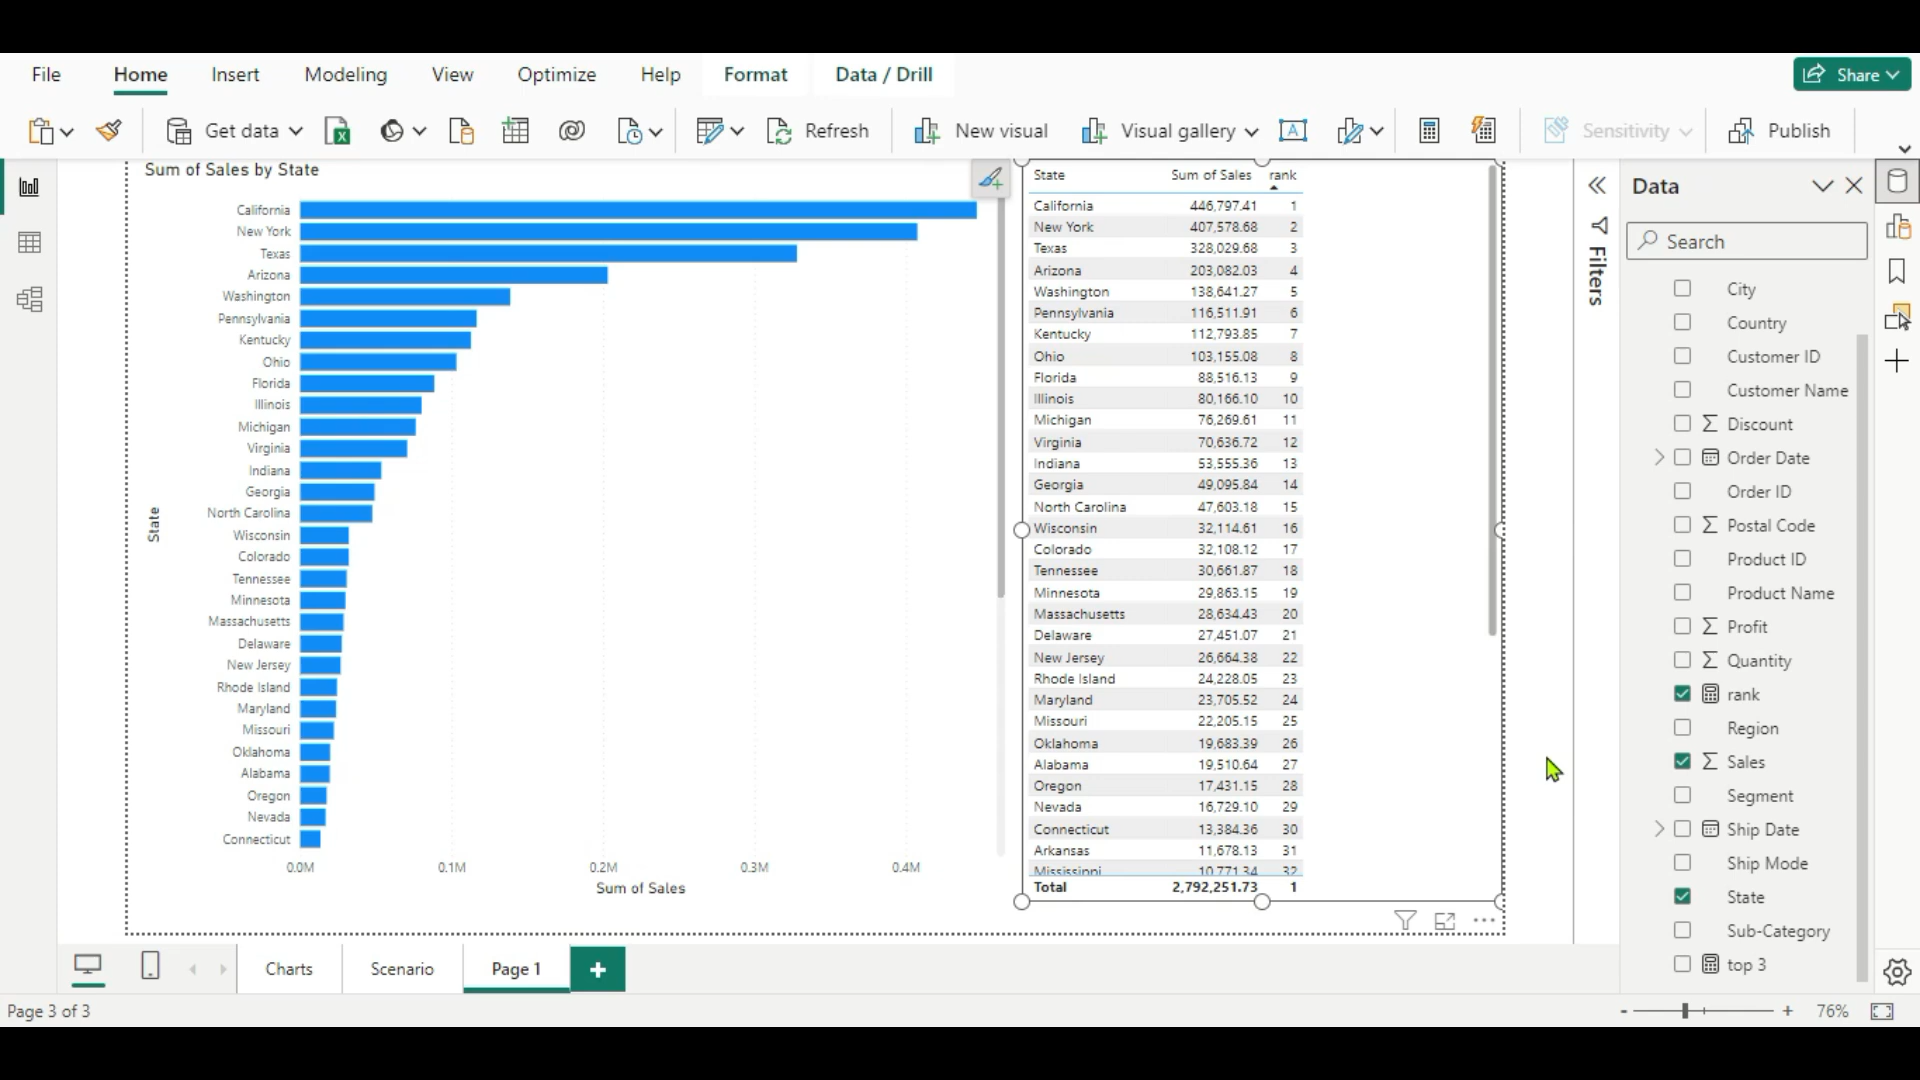 File Home Insert Modeling View Optimize Help Format Data / Drill Share
Get data Refresh New visual Visual gallery A Sensitivity Publish
Sum of Sales by State
State
California
New York
Texas
Arizona
Washington
Pennsylvania
Kentucky
Ohio
Florida
Illinois
Michigan
Virginia
Indiana
Georgia
North Carolina
Wisconsin
Colorado
Tennessee
Minnesota
Massachusetts
Delaware
New Jersey
Rhode Island
Maryland
Missouri
Oklahoma
Alabama
Oregon
Nevada
Connecticut
0.0M 0.1M 0.2M 0.3M 0.4M
Sum of Sales
State Sum of Sales rank
California 446,797.41 1
New York 407,578.68 2
Texas 328,029.68 3
Arizona 203,082.03 4
Washington 138,641.27 5
Pennsylvania 116,511.91 6
Kentucky 112,793.85 7
Ohio 103,155.08 8
Florida 88,516.13 9
Illinois 80,166.10 10
Michigan 76,269.61 11
Virginia 70,636.72 12
Indiana 53,555.36 13
Georgia 49,095.84 14
North Carolina 47,603.18 15
Wisconsin 32,114.61 16
Colorado 32,108.12 17
Tennessee 30,661.87 18
Minnesota 29,863.15 19
Massachusetts 28,634.43 20
Delaware 27,451.07 21
New Jersey 26,664.38 22
Rhode Island 24,228.05 23
Maryland 23,705.52 24
Missouri 22,205.15 25
Oklahoma 19,683.39 26
Alabama 19,510.64 27
Oregon 17,431.15 28
Nevada 16,729.10 29
Connecticut 13,384.36 30
Arkansas 11,678.13 31
Mississippi 10,771.34 32
Total 2,792,251.73 1
Filters
Data
Search
City
Country
Customer ID
Customer Name
Discount
Order Date
Order ID
Postal Code
Product ID
Product Name
Profit
Quantity
rank
Region
Sales
Segment
Ship Date
Ship Mode
State
Sub-Category
top 3
Charts Scenario Page 1 +
Page 3 of 3
- + 76%